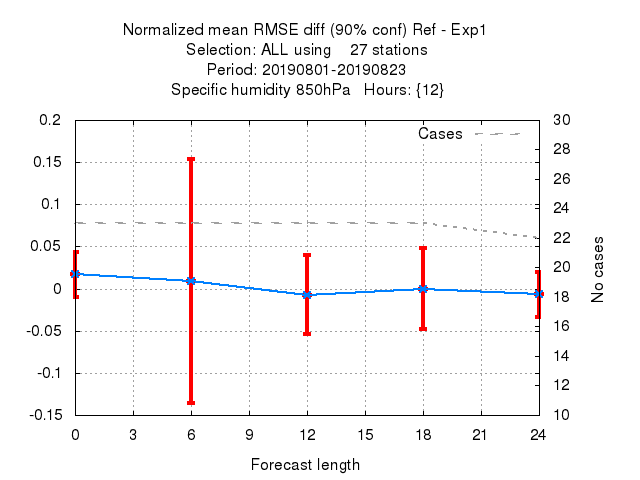 Normalized mean RMSE diff (90% conf) Ref - Exp1
Selection: ALL using    27 stations
Period: 20190801-20190823
Specific humidity 850hPa   Hours: {12}
Cases
0.2
0.15
0.1
0.05
0
-0.05
-0.1
-0.15
30
28
26
24
22
20
18
16
14
12
10
No cases
0 3 6 9 12 15 18 21 24
Forecast length